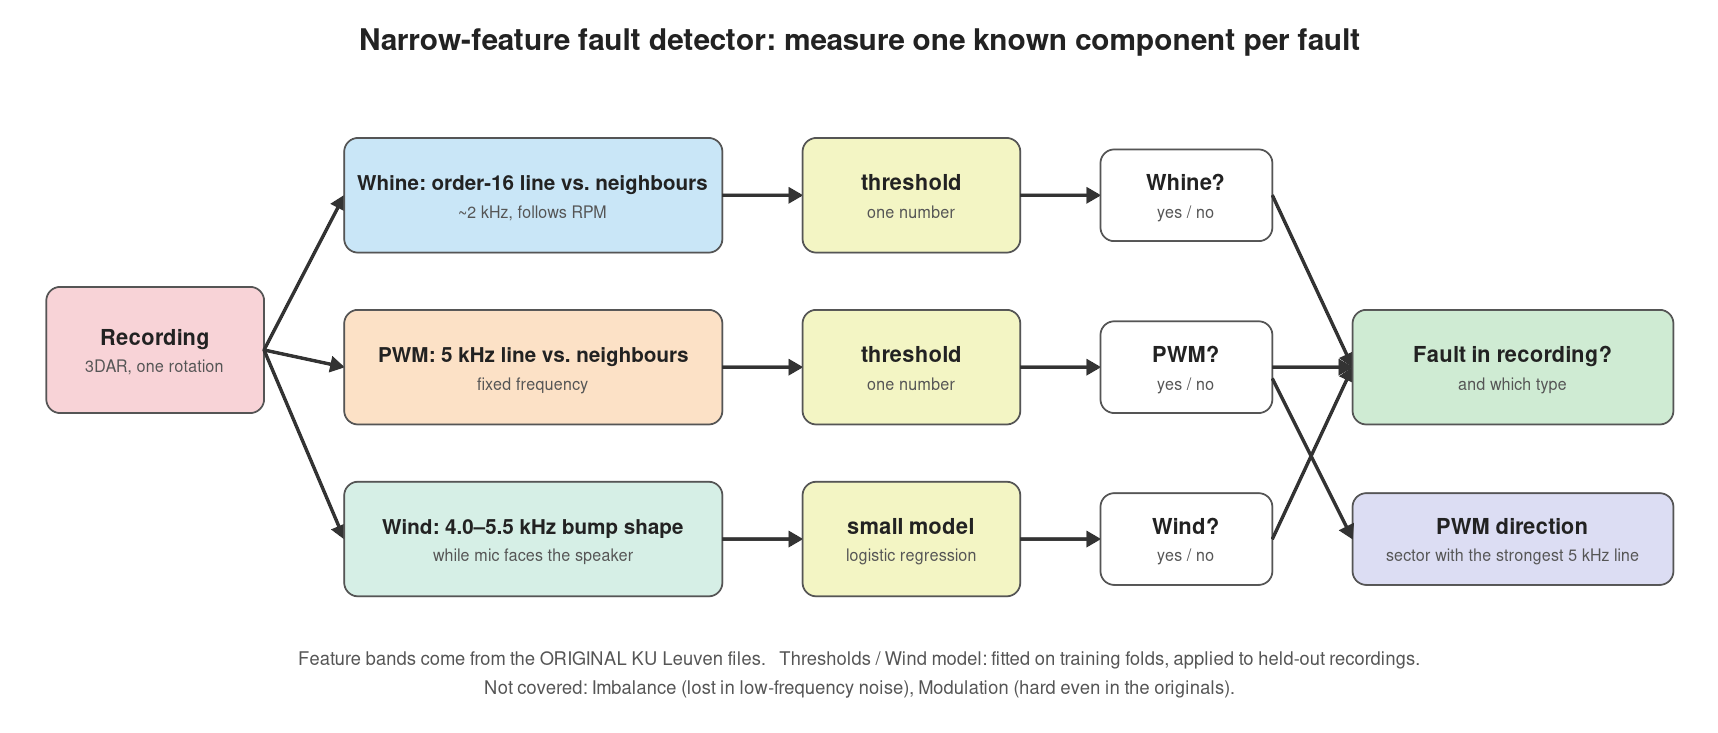 Narrow-feature fault detector: measure one known component per fault
Whine: order-16 line vs. neighbours
~2 kHz, follows RPM
threshold
one number
Whine?
yes / no
Recording
3DAR, one rotation
PWM: 5 kHz line vs. neighbours
fixed frequency
threshold
one number
PWM?
yes / no
Fault in recording?
and which type
Wind: 4.0–5.5 kHz bump shape
while mic faces the speaker
small model
logistic regression
Wind?
yes / no
PWM direction
sector with the strongest 5 kHz line
Feature bands come from the ORIGINAL KU Leuven files.   Thresholds / Wind model: fitted on training folds, applied to held-out recordings.
Not covered: Imbalance (lost in low-frequency noise), Modulation (hard even in the originals).